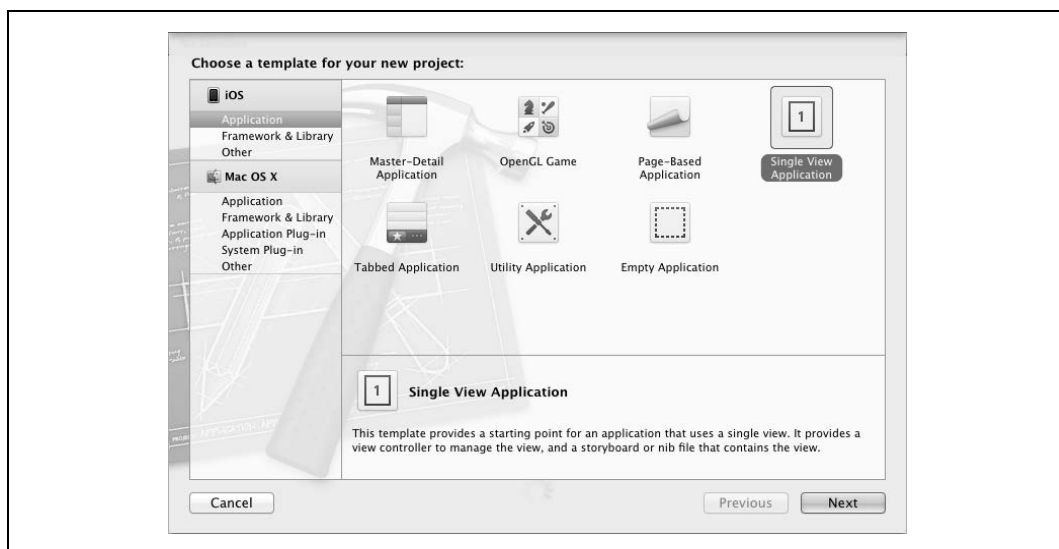 Choose a template for your new project:
iOS
Application
Framework & Library
Other
Mac OS X
Application
Framework & Library
Application Plug-in
System Plug-in
Other
Master-Detail
Application
OpenGL Game
Page-Based
Application
1
Single View
Application
Tabbed Application
Utility Application
Empty Application
1
Single View Application
This template provides a starting point for an application that uses a single view. It provides a
view controller to manage the view, and a storyboard or nib file that contains the view.
Cancel
Previous
Next